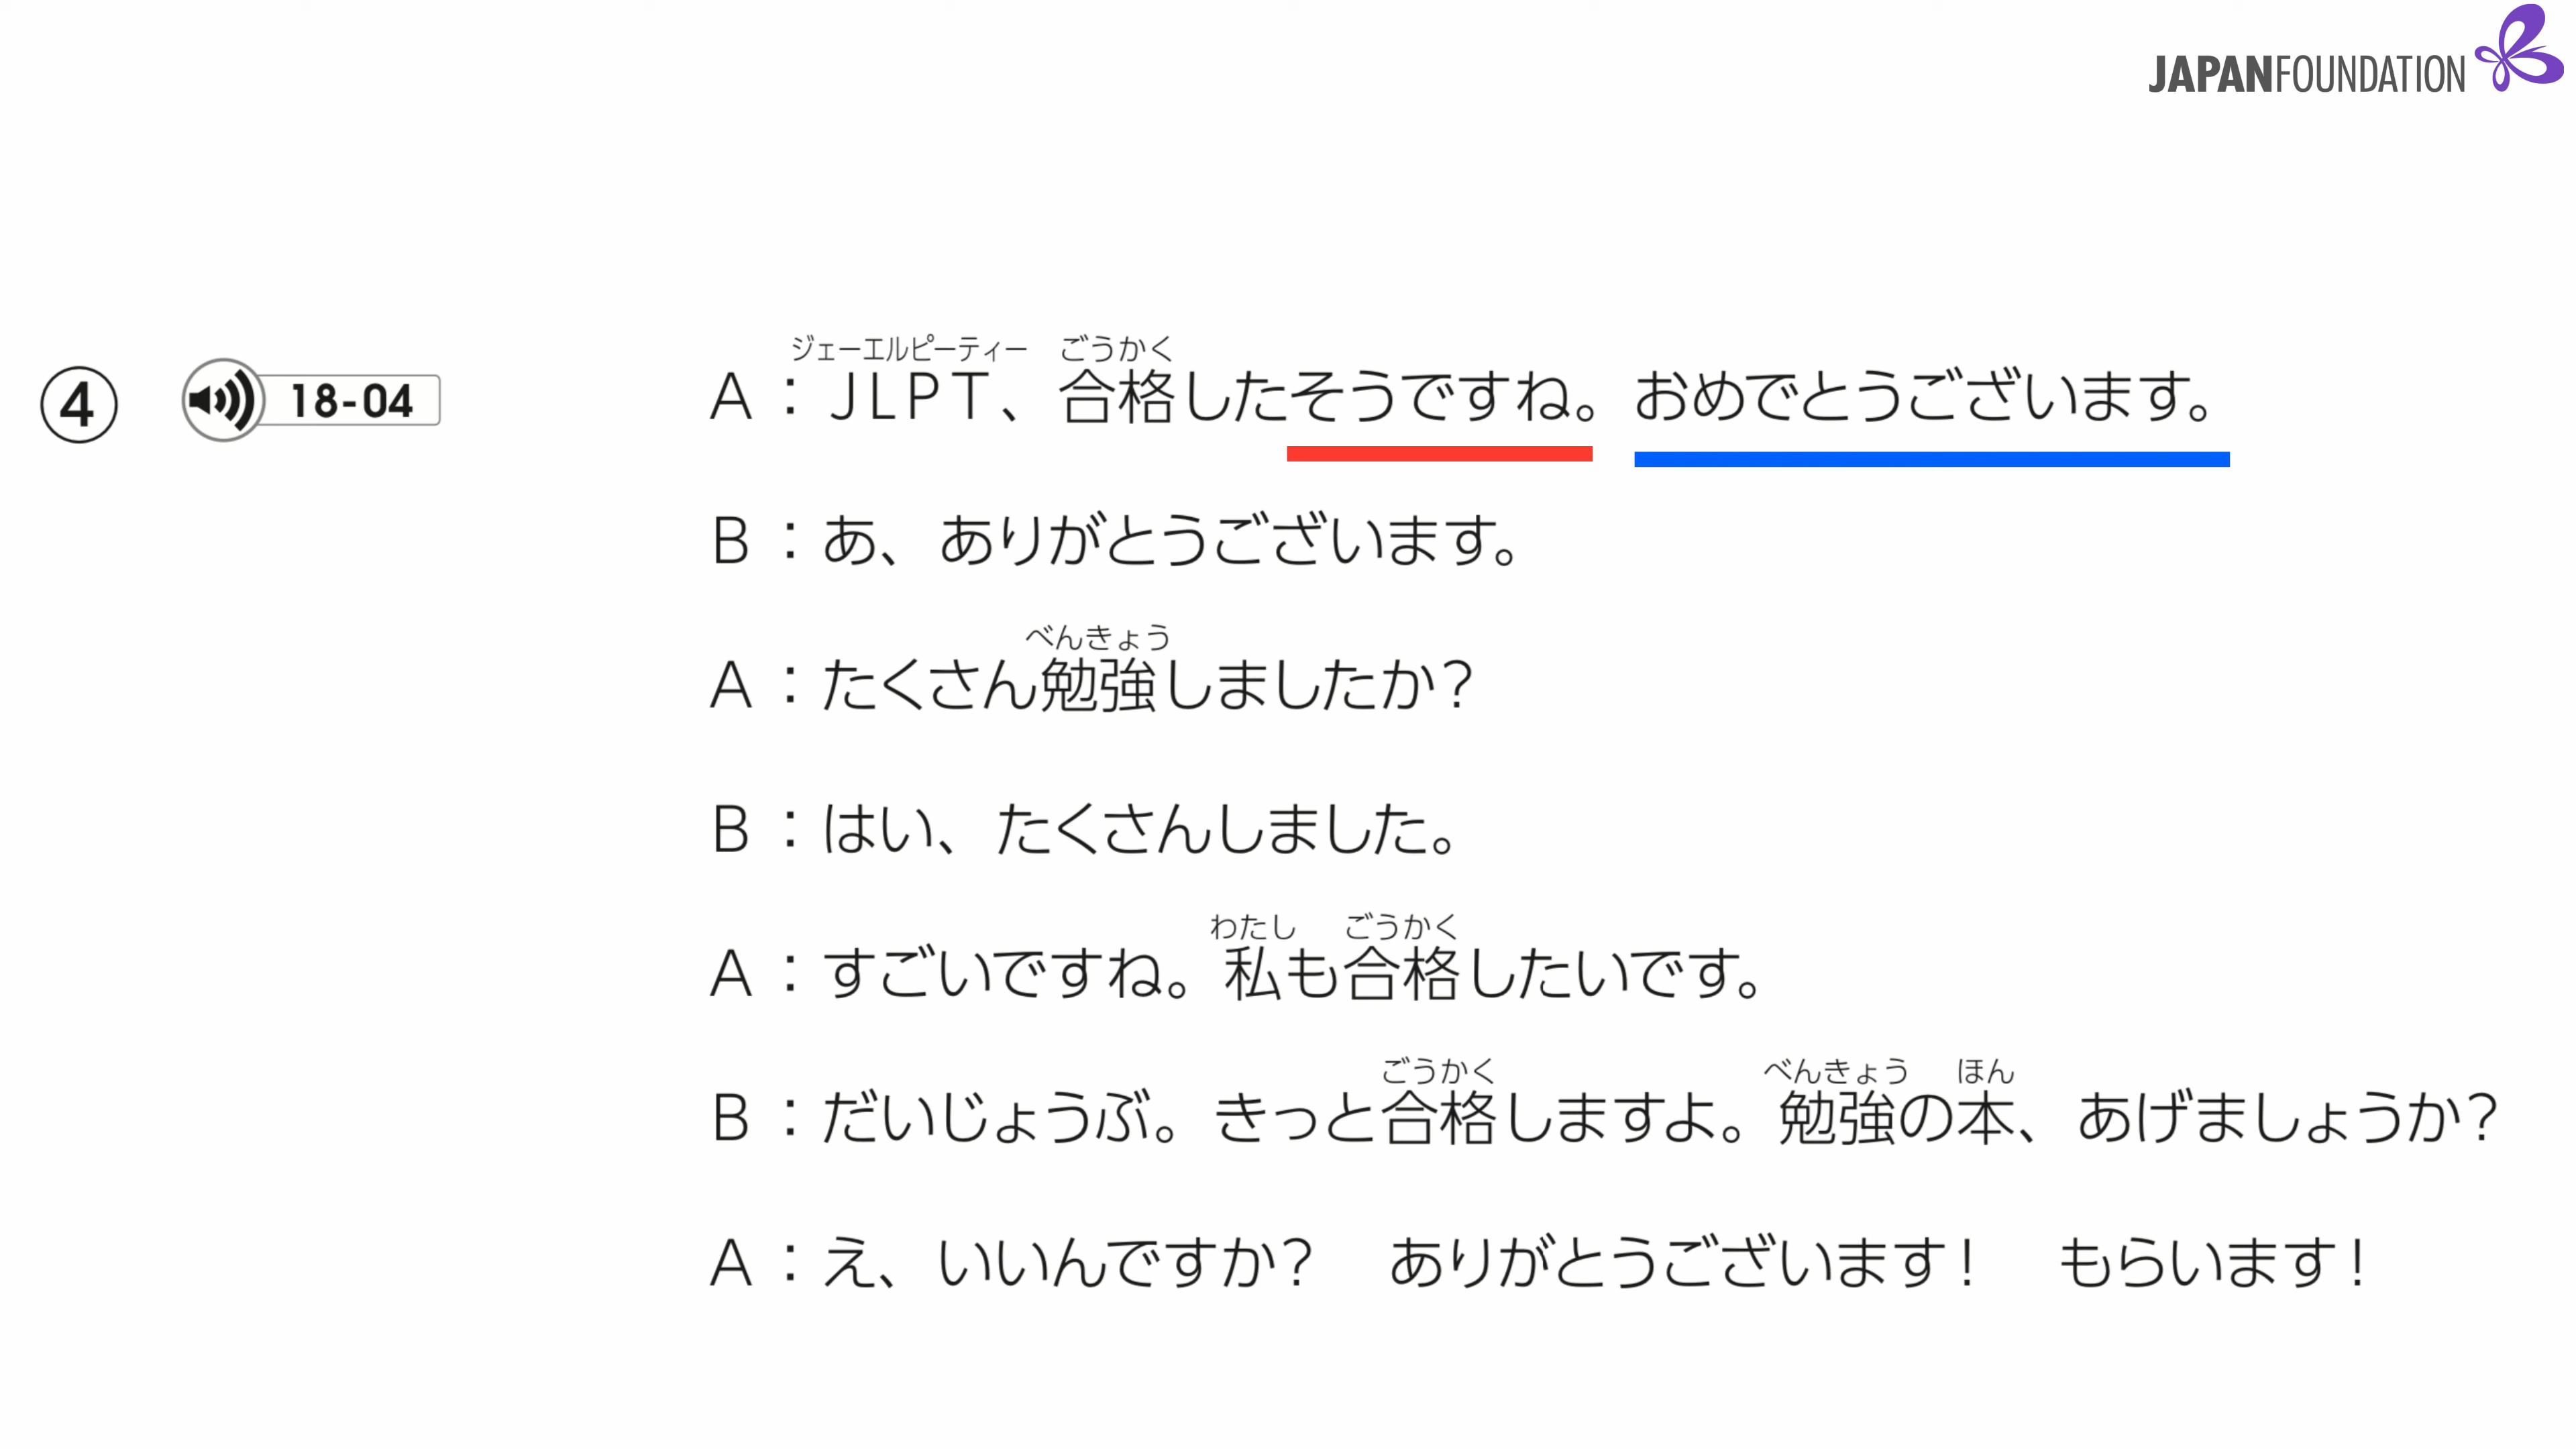 JAPANFOUNDATION
④ 18-04
ジェーエルピーティー ごうかく
A：JLPT、合格したそうですね。おめでとうございます。
B：あ、ありがとうございます。
べんきょう
A：たくさん勉強しましたか？
B：はい、たくさんしました。
わたし ごうかく
A：すごいですね。私も合格したいです。
ごうかく べんきょう ほん
B：だいじょうぶ。きっと合格しますよ。勉強の本、あげましょうか？
A：え、いいんですか？ ありがとうございます！ もらいます！